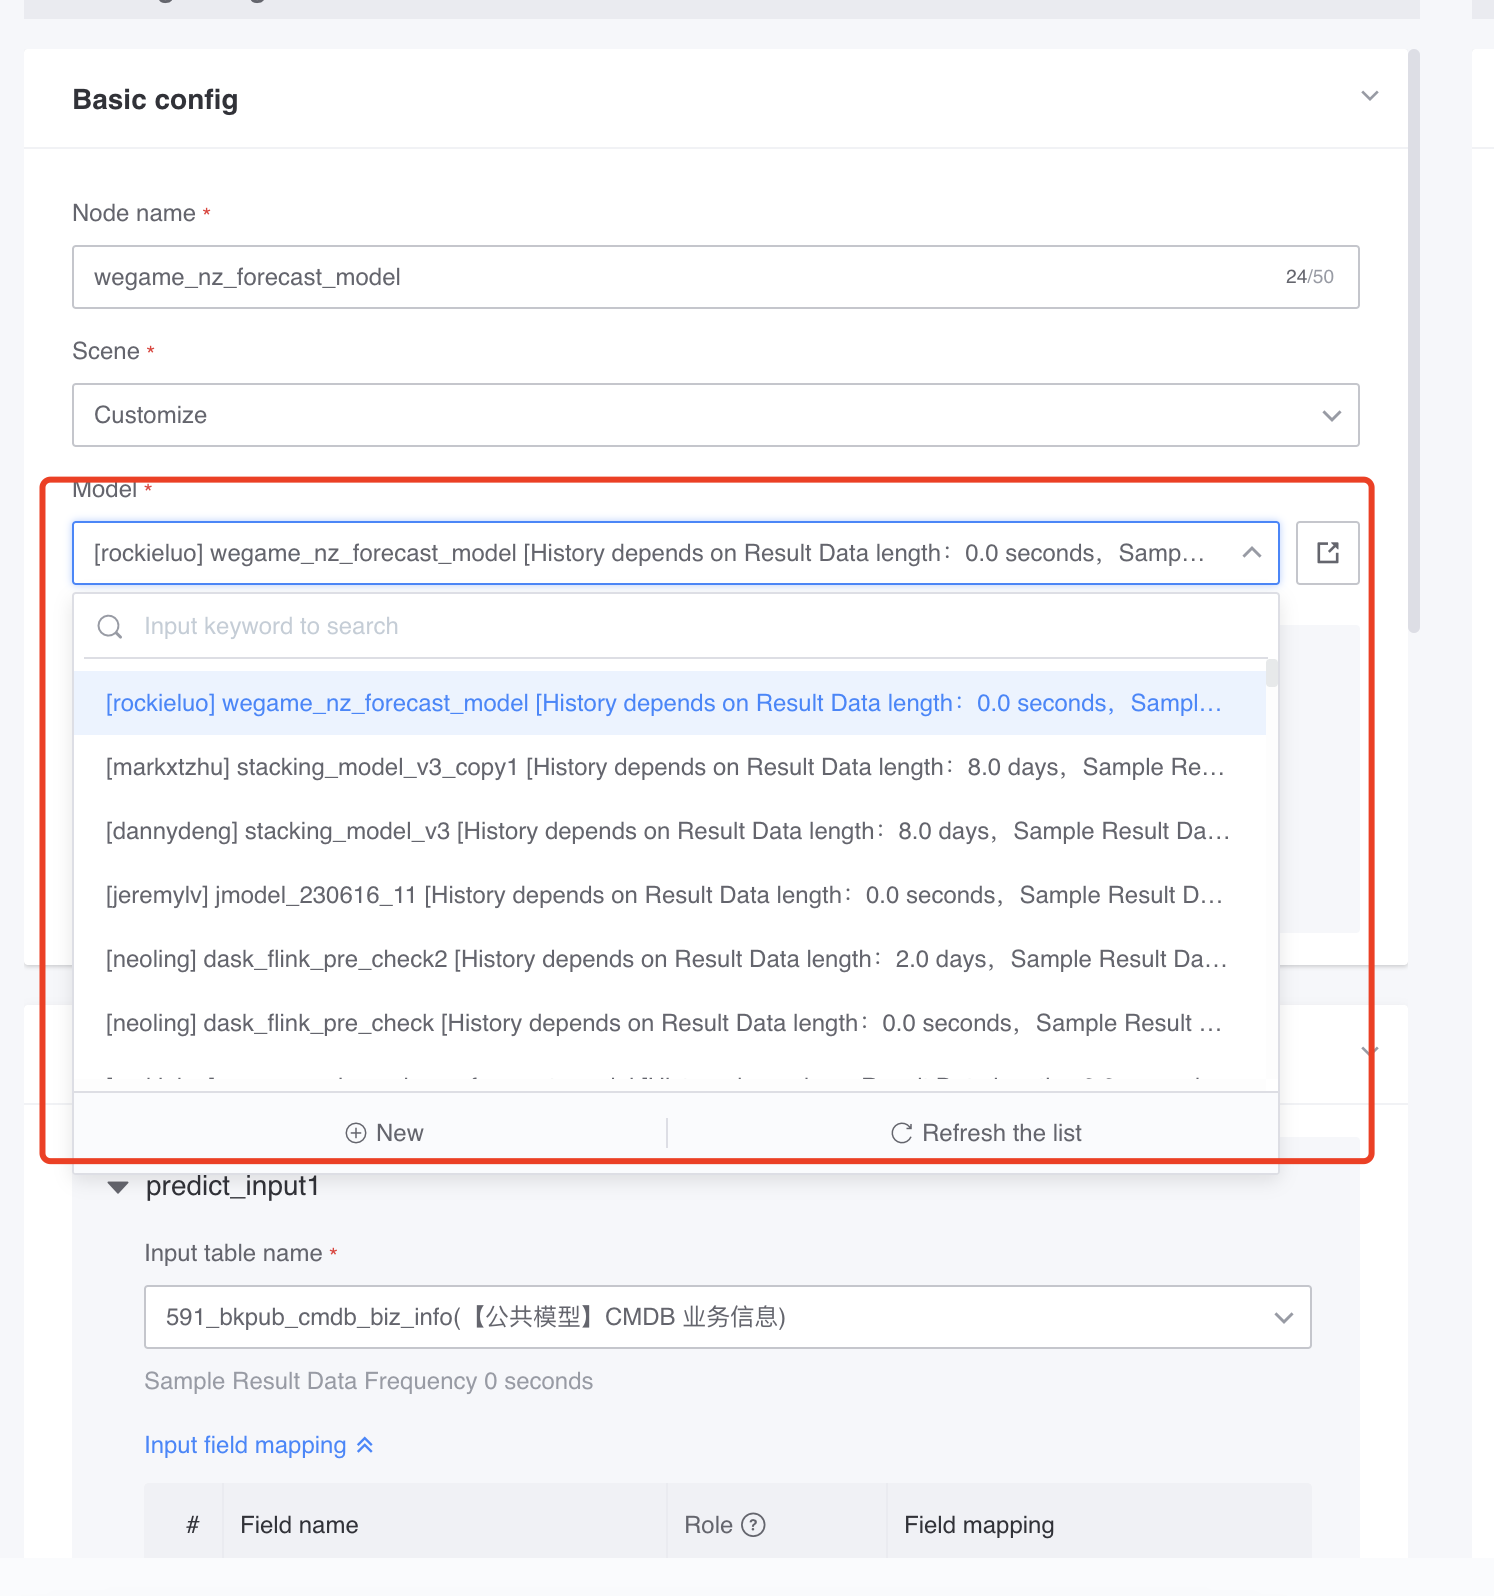 Basic config
Node name *
wegame_nz_forecast_model 24/50
Scene *
Customize
Model *
[rockieluo] wegame_nz_forecast_model [History depends on Result Data length：0.0 seconds，Samp...
Input keyword to search
[rockieluo] wegame_nz_forecast_model [History depends on Result Data length：0.0 seconds，Sampl...
[markxtzhu] stacking_model_v3_copy1 [History depends on Result Data length：8.0 days，Sample Re...
[dannydeng] stacking_model_v3 [History depends on Result Data length：8.0 days，Sample Result Da...
[jeremylv] jmodel_230616_11 [History depends on Result Data length：0.0 seconds，Sample Result D...
[neoling] dask_flink_pre_check2 [History depends on Result Data length：2.0 days，Sample Result Da...
[neoling] dask_flink_pre_check [History depends on Result Data length：0.0 seconds，Sample Result ...
New
Refresh the list
predict_input1
Input table name *
591_bkpub_cmdb_biz_info(【公共模型】CMDB 业务信息)
Sample Result Data Frequency 0 seconds
Input field mapping
# Field name Role ? Field mapping